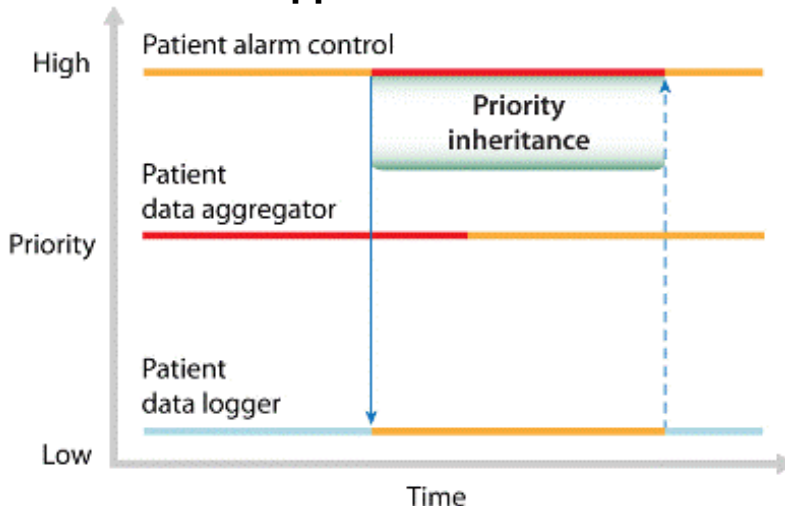 Patient alarm control
High
Priority
inheritance
Patient
data aggregator
Priority
Patient
data logger
Low
Time